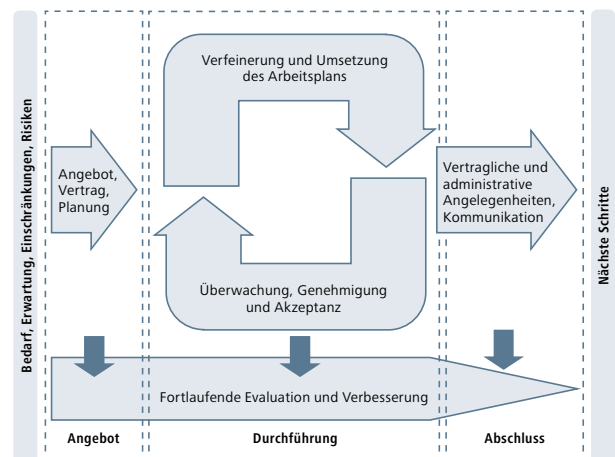 Bedarf, Erwartung, Einschränkungen, Risiken
Verfeinerung und Umsetzung
des Arbeitsplans
Angebot,
Vertrag,
Planung
Vertragliche und
administrative
Angelegenheiten,
Kommunikation
Überwachung, Genehmigung
und Akzeptanz
Fortlaufende Evaluation und Verbesserung
Angebot
Durchführung
Abschluss
Nächste Schritte